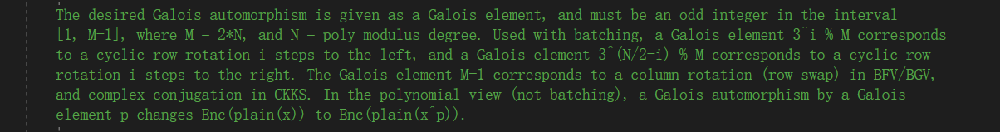 The desired Galois automorphism is given as a Galois element, and must be an odd integer in the interval
[1, M-1], where M = 2*N, and N = poly_modulus_degree. Used with batching, a Galois element 3^i % M corresponds
to a cyclic row rotation i steps to the left, and a Galois element 3^(N/2-i) % M corresponds to a cyclic row
rotation i steps to the right. The Galois element M-1 corresponds to a column rotation (row swap) in BFV/BGV,
and complex conjugation in CKKS. In the polynomial view (not batching), a Galois automorphism by a Galois
element p changes Enc(plain(x)) to Enc(plain(x^p)).